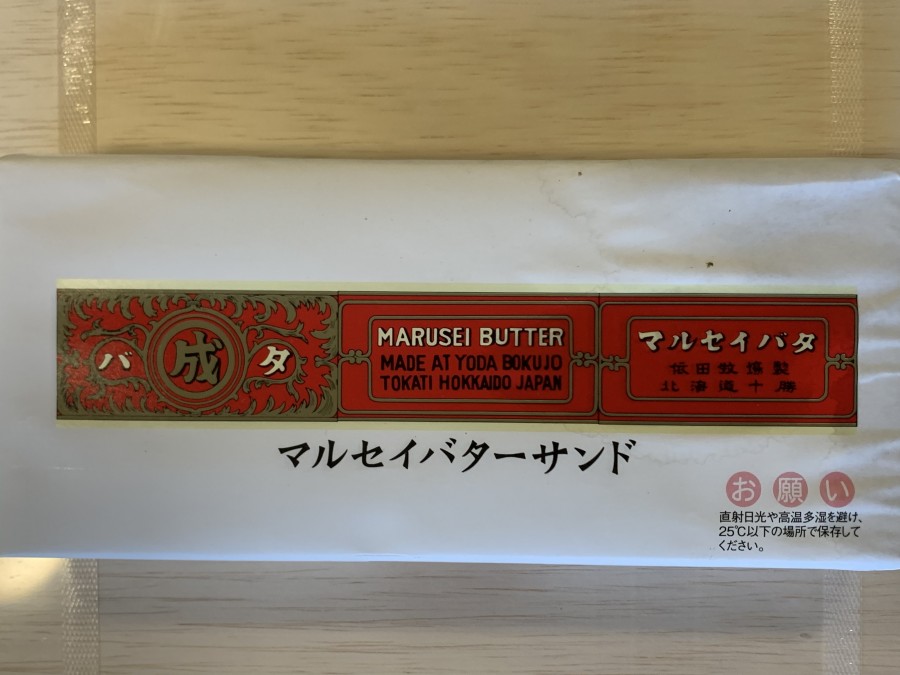 バ 成 タ
MARUSEI BUTTER
MADE AT YODA BOKUJO
TOKATI HOKKAIDO JAPAN
マルセイバタ
依田牧場製
北海道十勝
マルセイバターサンド
お願い
直射日光や高温多湿を避け、
25℃以下の場所で保存して
ください。